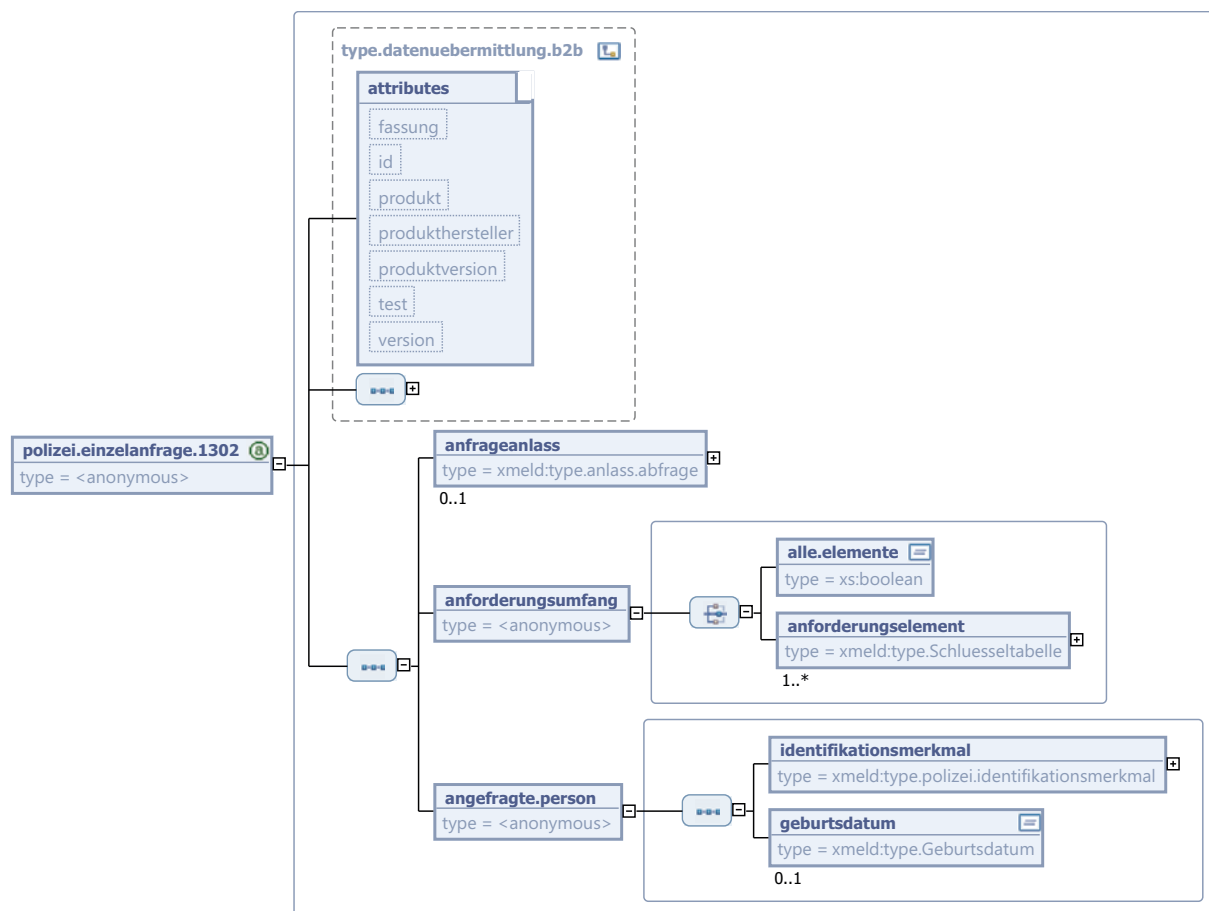 type.datenuebermittlung.b2b
attributes
fassung
id
produkt
produkthersteller
produktversion
test
version
polizei.einzelanfrage.1302
type = <anonymous>
anfrageanlass
type = xmeld:type.anlass.abfrage
0..1
anforderungsumfang
type = <anonymous>
alle.elemente
type = xs:boolean
anforderungselement
type = xmeld:type.Schluesseltabelle
1..*
angefragte.person
type = <anonymous>
identifikationsmerkmal
type = xmeld:type.polizei.identifikationsmerkmal
geburtsdatum
type = xmeld:type.Geburtsdatum
0..1